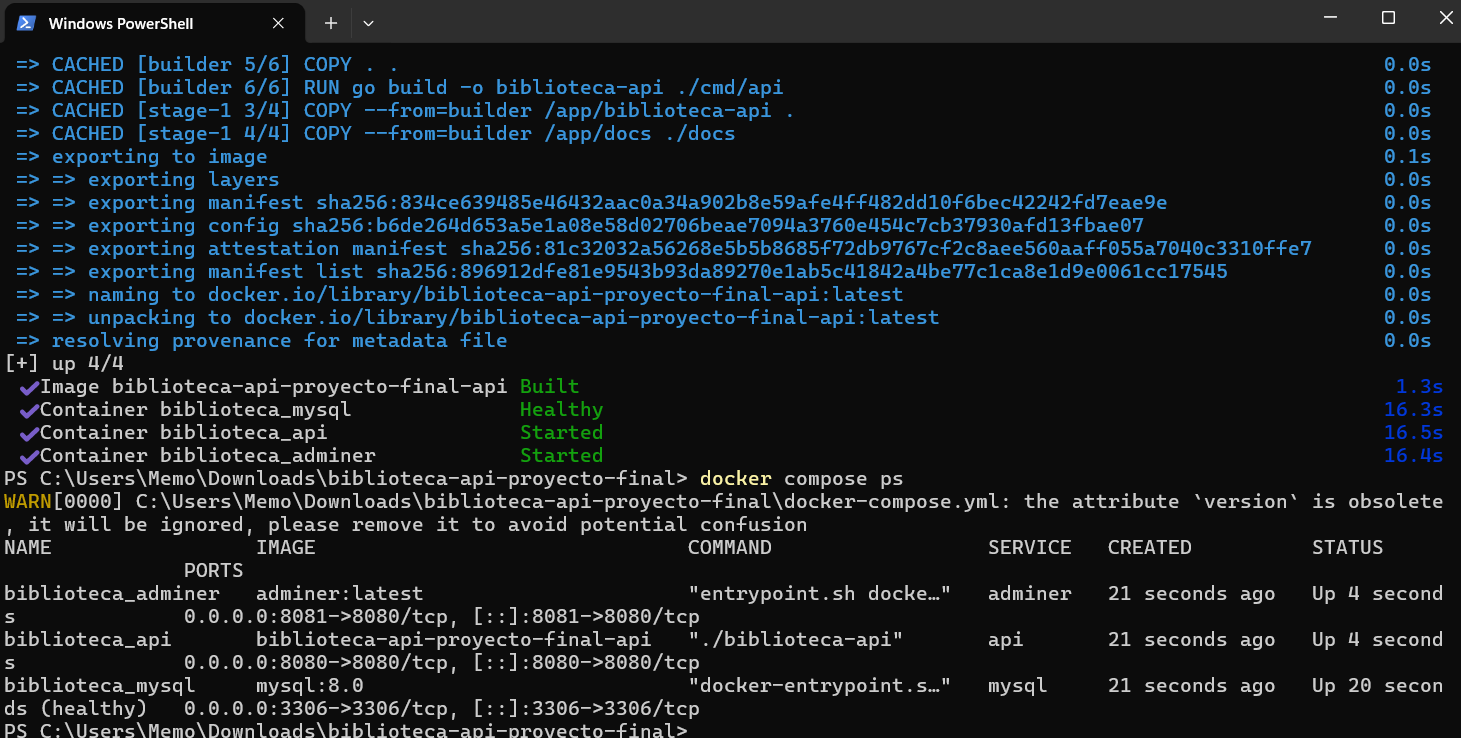 Windows PowerShell
=> CACHED [builder 5/6] COPY . . 0.0s
=> CACHED [builder 6/6] RUN go build -o biblioteca-api ./cmd/api 0.0s
=> CACHED [stage-1 3/4] COPY --from=builder /app/biblioteca-api . 0.0s
=> CACHED [stage-1 4/4] COPY --from=builder /app/docs ./docs 0.0s
=> exporting to image 0.1s
=> => exporting layers 0.0s
=> => exporting manifest sha256:834ce639485e46432aac0a34a902b8e59afe4ff482dd10f6bec42242fd7eae9e 0.0s
=> => exporting config sha256:b6de264d653a5e1a08e58d02706beae7094a3760e454c7cb37930afd13fbae07 0.0s
=> => exporting attestation manifest sha256:81c32032a56268e5b5b8685f72db9767cf2c8aee560aaff055a7040c3310ffe7 0.0s
=> => exporting manifest list sha256:896912dfe81e9543b93da89270e1ab5c41842a4be77c1ca8e1d9e0061cc17545 0.0s
=> => naming to docker.io/library/biblioteca-api-proyecto-final-api:latest 0.0s
=> => unpacking to docker.io/library/biblioteca-api-proyecto-final-api:latest 0.0s
=> resolving provenance for metadata file 0.0s
[+] up 4/4
✔Image biblioteca-api-proyecto-final-api Built 1.3s
✔Container biblioteca_mysql Healthy 16.3s
✔Container biblioteca_api Started 16.5s
✔Container biblioteca_adminer Started 16.4s
PS C:\Users\Memo\Downloads\biblioteca-api-proyecto-final> docker compose ps
WARN[0000] C:\Users\Memo\Downloads\biblioteca-api-proyecto-final\docker-compose.yml: the attribute `version` is obsolete
, it will be ignored, please remove it to avoid potential confusion
NAME IMAGE COMMAND SERVICE CREATED STATUS
PORTS
biblioteca_adminer adminer:latest "entrypoint.sh docke…" adminer 21 seconds ago Up 4 second
s 0.0.0.0:8081->8080/tcp, [::]:8081->8080/tcp
biblioteca_api biblioteca-api-proyecto-final-api "./biblioteca-api" api 21 seconds ago Up 4 second
s 0.0.0.0:8080->8080/tcp, [::]:8080->8080/tcp
biblioteca_mysql mysql:8.0 "docker-entrypoint.s…" mysql 21 seconds ago Up 20 secon
ds (healthy) 0.0.0.0:3306->3306/tcp, [::]:3306->3306/tcp
PS C:\Users\Memo\Downloads\biblioteca-api-proyecto-final>